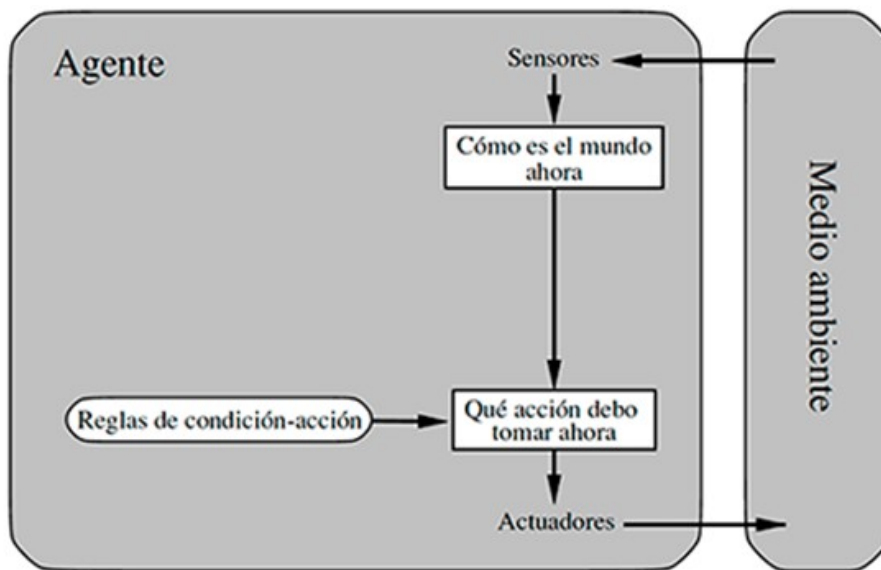 Agente
Sensores
Cómo es el mundo
ahora
Medio ambiente
Reglas de condición-acción
Qué acción debo
tomar ahora
Actuadores